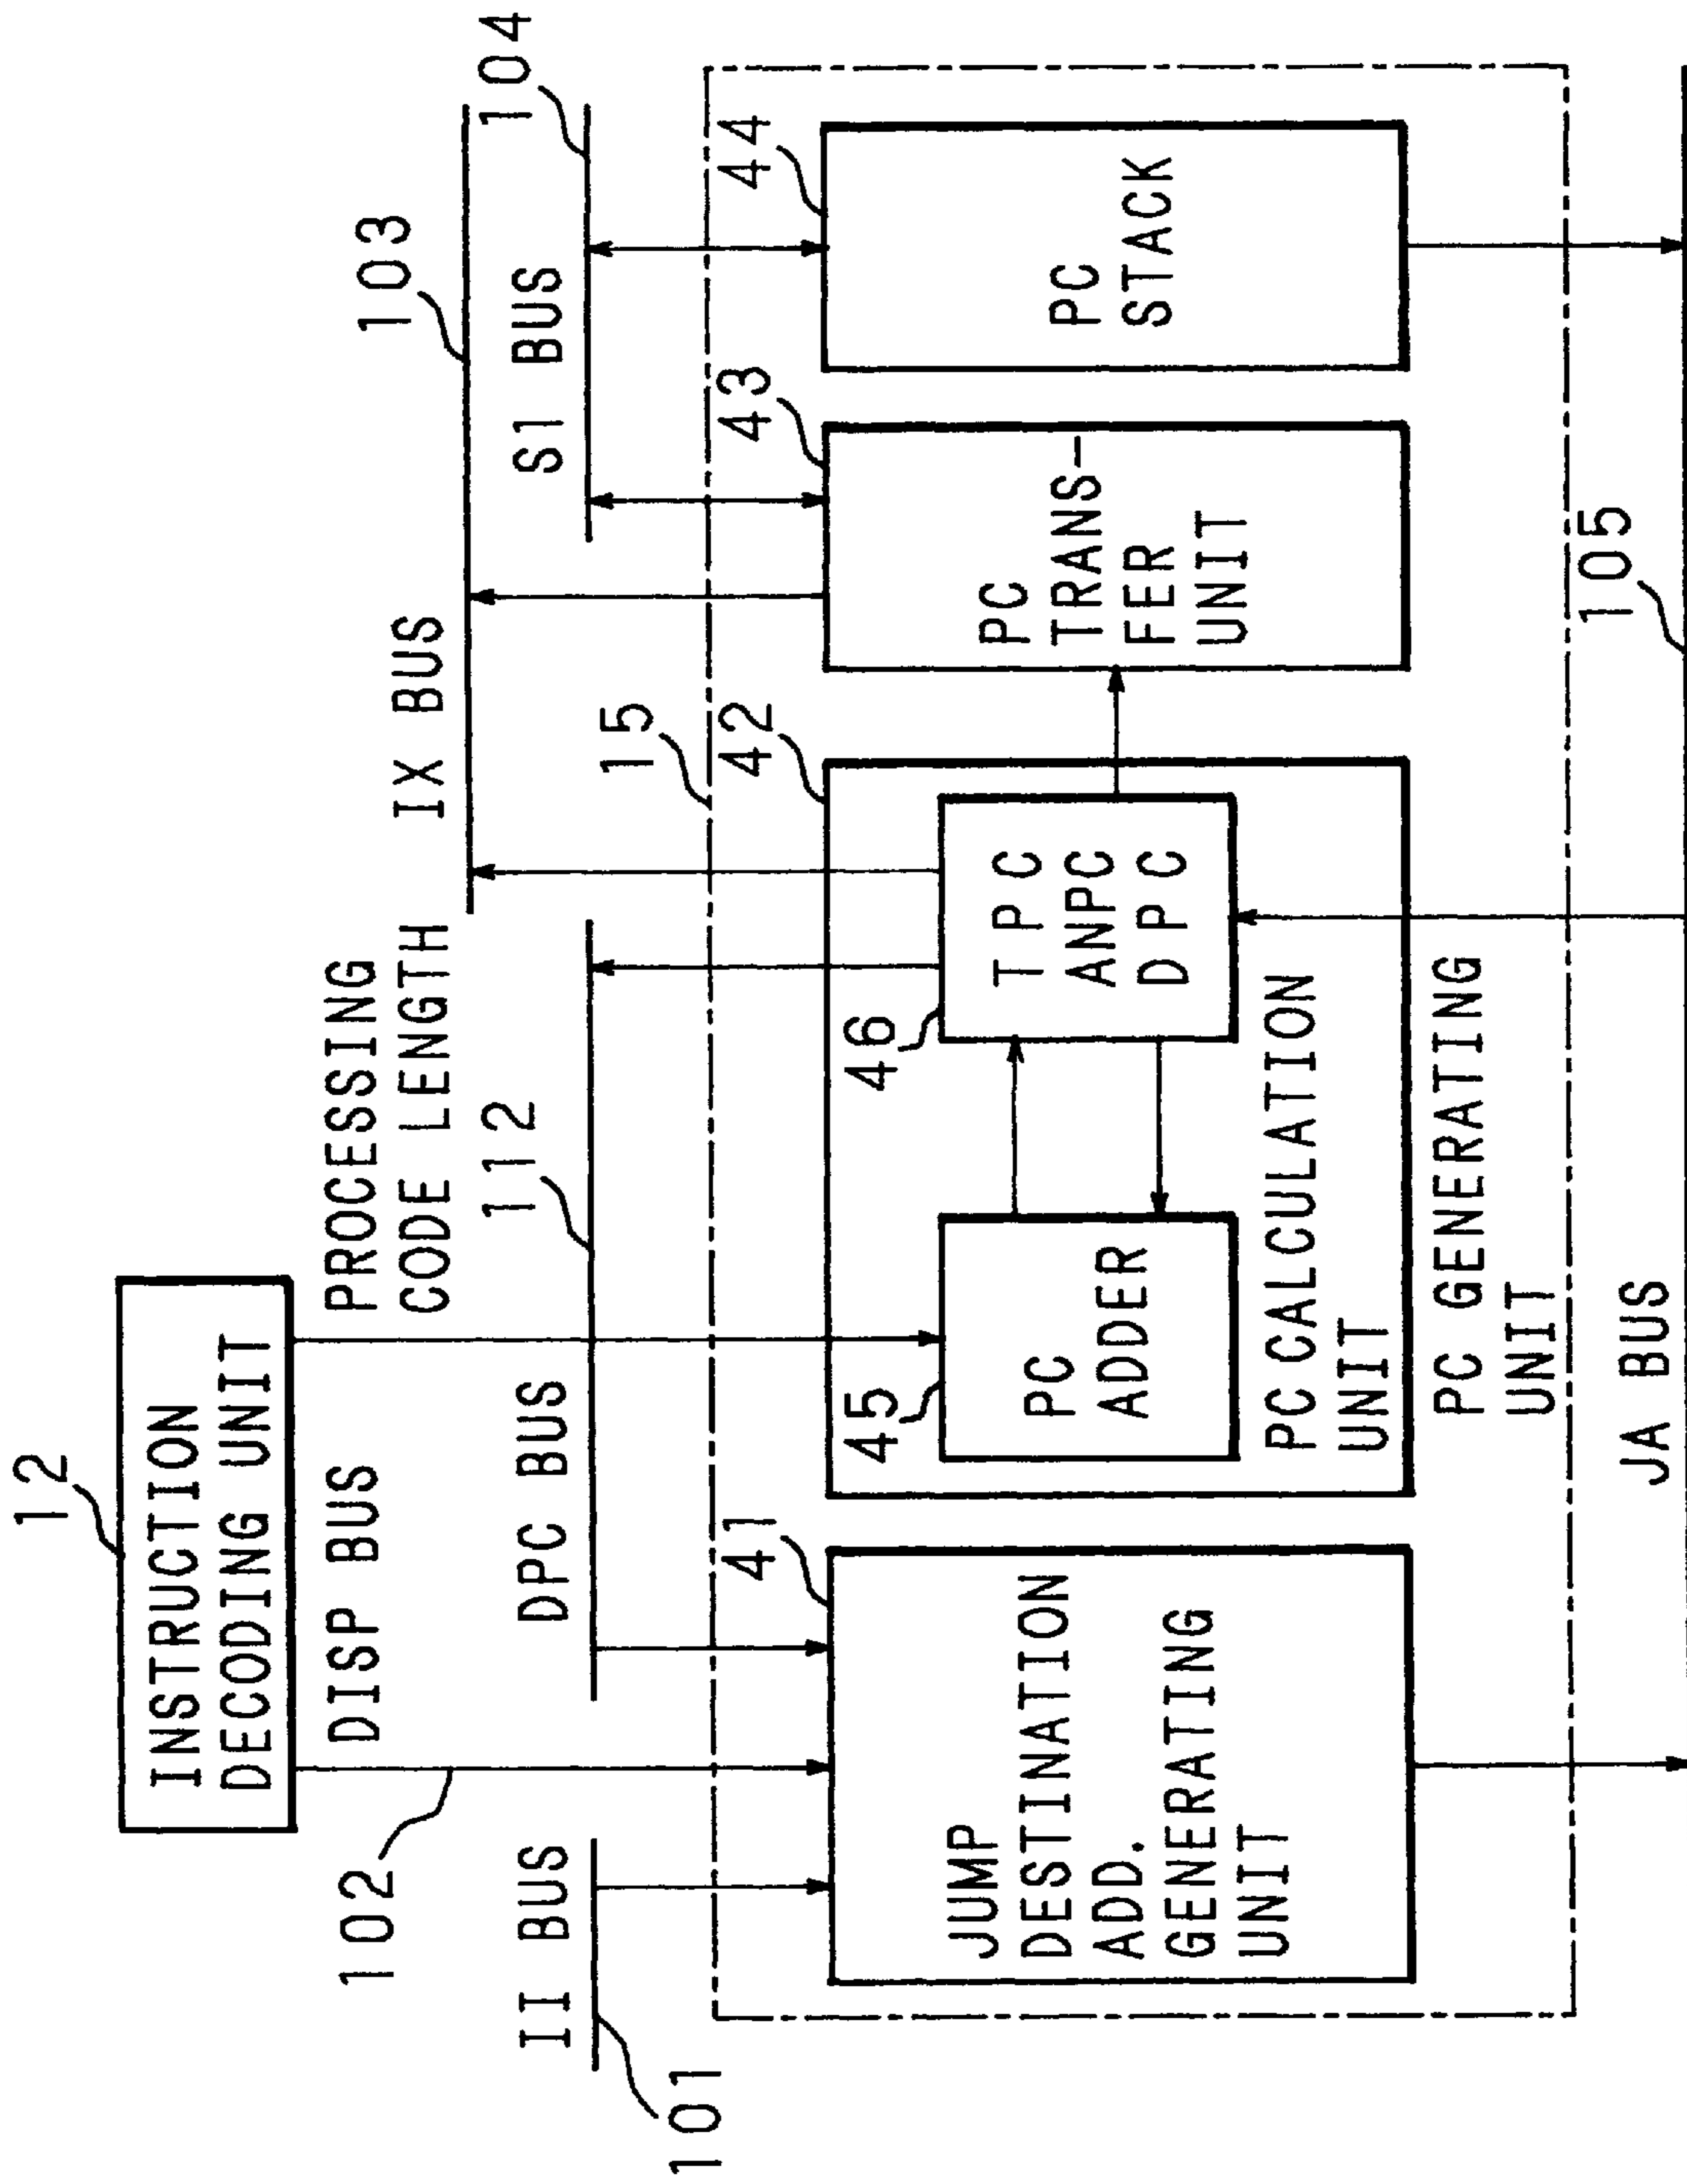 12
INSTRUCTION
DECODING UNIT
DISP BUS
102
PROCESSING
CODE LENGTH
IX BUS
103
II BUS
101
DPC BUS
112
S1 BUS
104
15
41
JUMP
DESTINATION
ADD.
GENERATING
UNIT
42
45
PC
ADDER
46
T P C
ANPC
D P C
PC CALCULATION
UNIT
43
PC
TRANS-
FER
UNIT
44
PC
STACK
PC GENERATING
UNIT
JA BUS
105